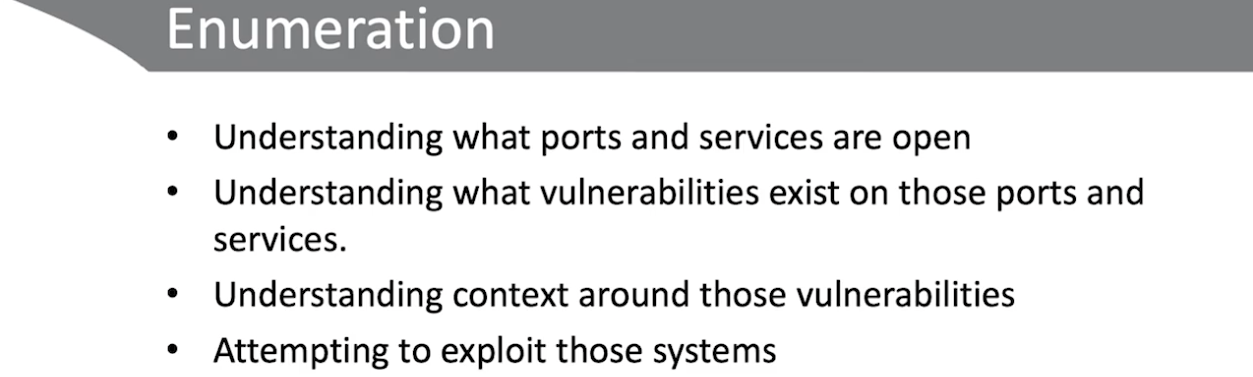 Enumeration
• Understanding what ports and services are open
• Understanding what vulnerabilities exist on those ports and
services.
• Understanding context around those vulnerabilities
• Attempting to exploit those systems